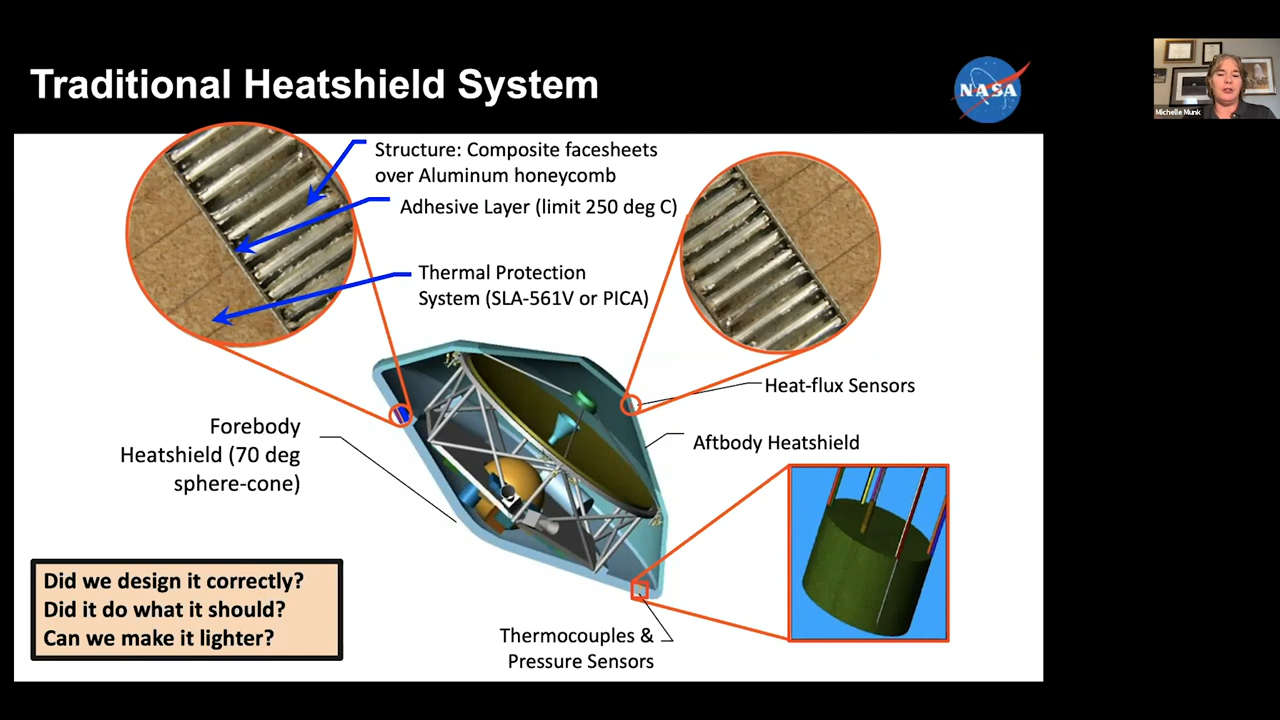 Traditional Heatshield System
NASA
Michelle Munk
Structure: Composite facesheets
over Aluminum honeycomb
Adhesive Layer (limit 250 deg C)
Thermal Protection
System (SLA-561V or PICA)
Heat-flux Sensors
Forebody
Heatshield (70 deg
sphere-cone)
Aftbody Heatshield
Did we design it correctly?
Did it do what it should?
Can we make it lighter?
Thermocouples &
Pressure Sensors